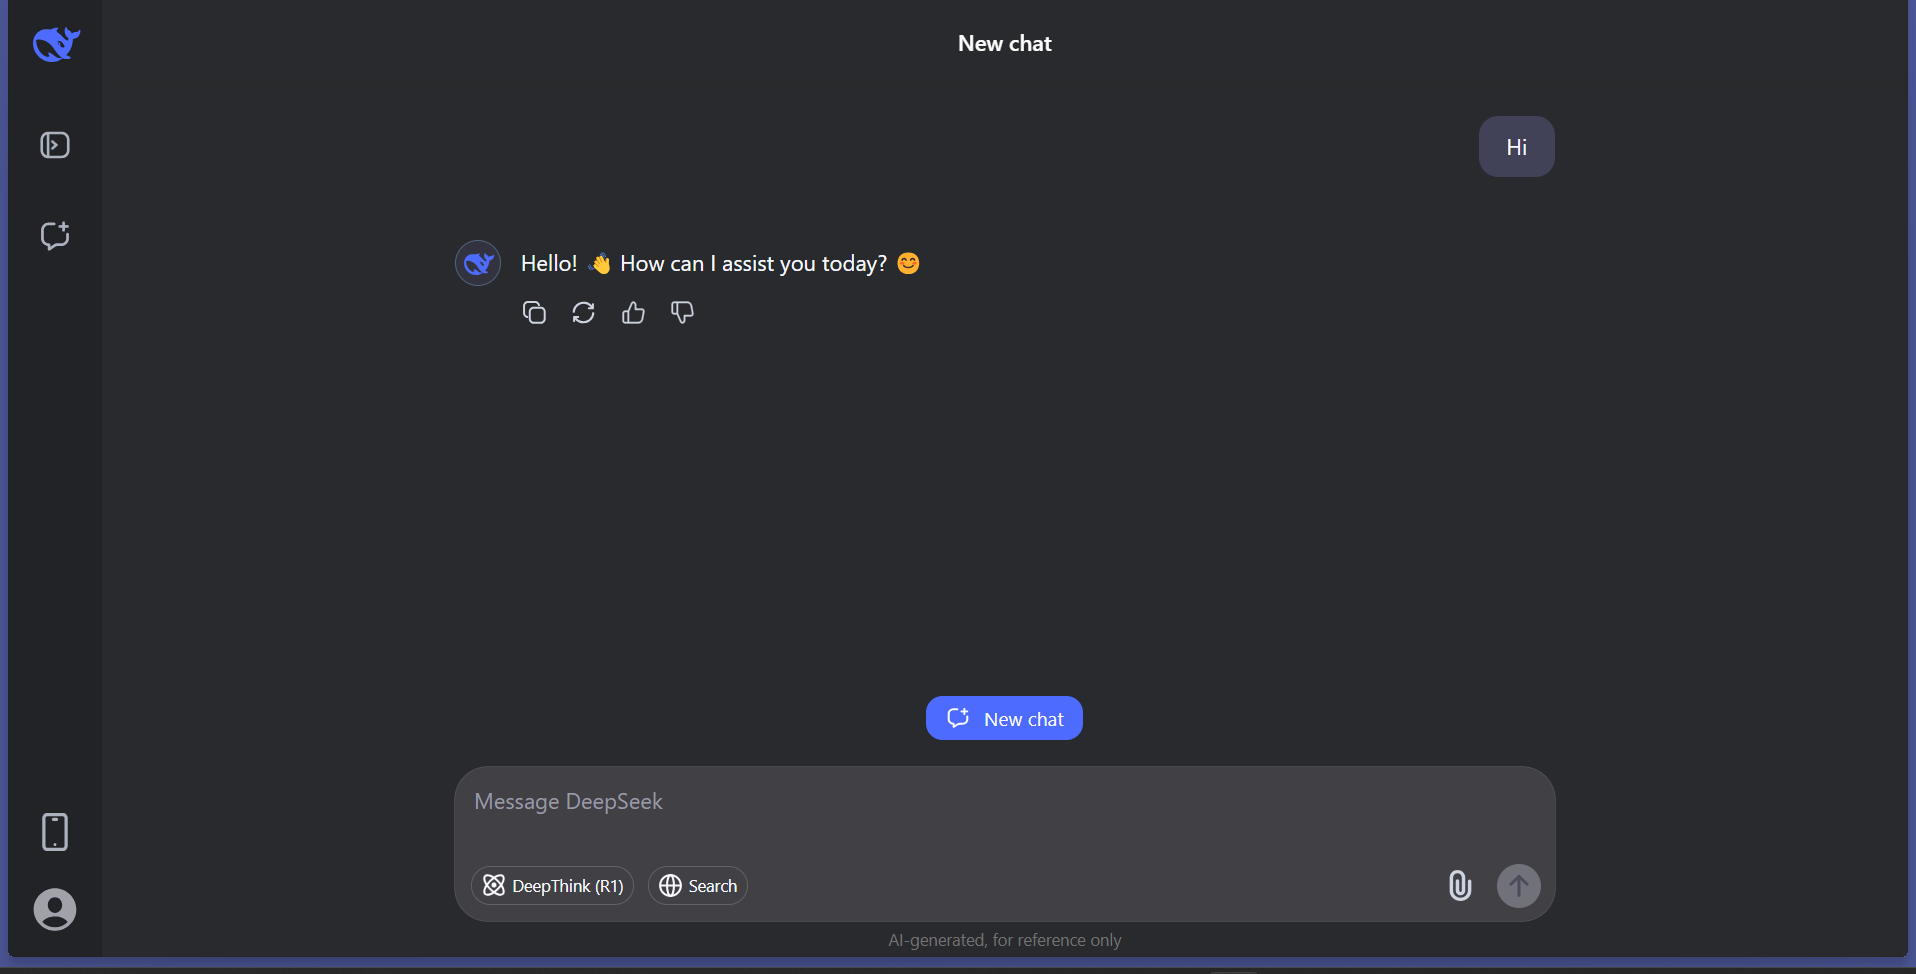 New chat
Hi
Hello! 👋 How can I assist you today? 😊
New chat
Message DeepSeek
DeepThink (R1)
Search
AI-generated, for reference only